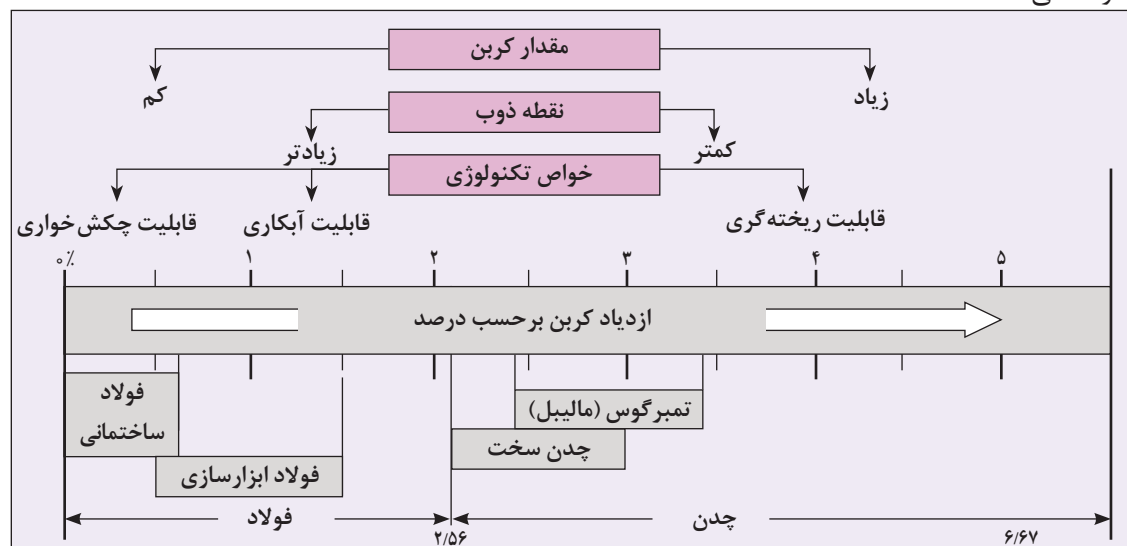 مقدار کربن
کم
زیاد
نقطه ذوب
زیادتر
کمتر
خواص تکنولوژی
قابلیت چکش‌خواری
قابلیت آبکاری
قابلیت ریخته‌گری
۰٪ ۱ ۲ ۳ ۴ ۵
ازدیاد کربن برحسب درصد
فولاد
ساختمانی
تمبرگوس (مالیبل)
چدن سخت
فولاد ابزارسازی
فولاد
چدن
۲/۵۶
۶/۶۷